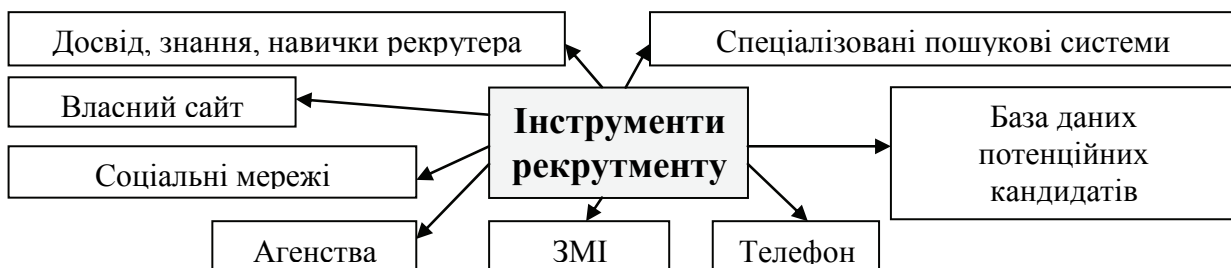 Досвід, знання, навички рекрутера
Спеціалізовані пошукові системи
Власний сайт
Інструменти
рекрутменту
База даних
потенційних
кандидатів
Соціальні мережі
Агенства
ЗМІ
Телефон